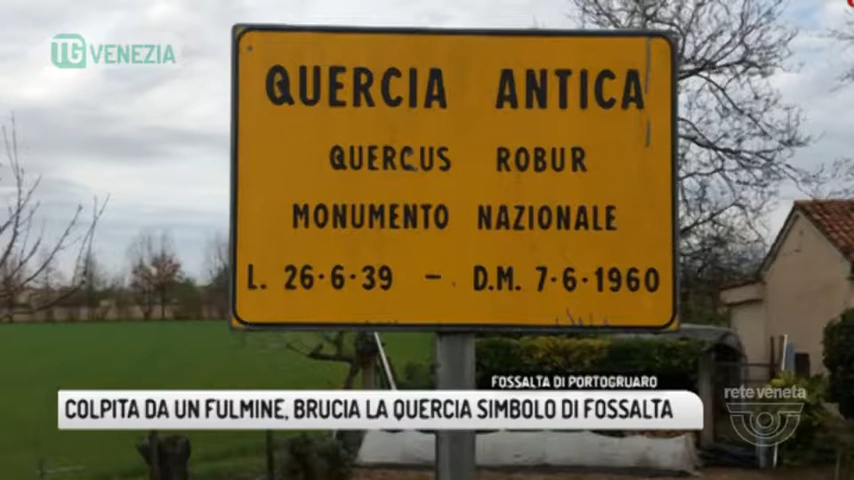 TG VENEZIA
QUERCIA ANTICA
QUERCUS ROBUR
MONUMENTO NAZIONALE
L. 26·6·39 - D.M. 7·6·1960
FOSSALTA DI PORTOGRUARO
COLPITA DA UN FULMINE, BRUCIA LA QUERCIA SIMBOLO DI FOSSALTA
rete veneta